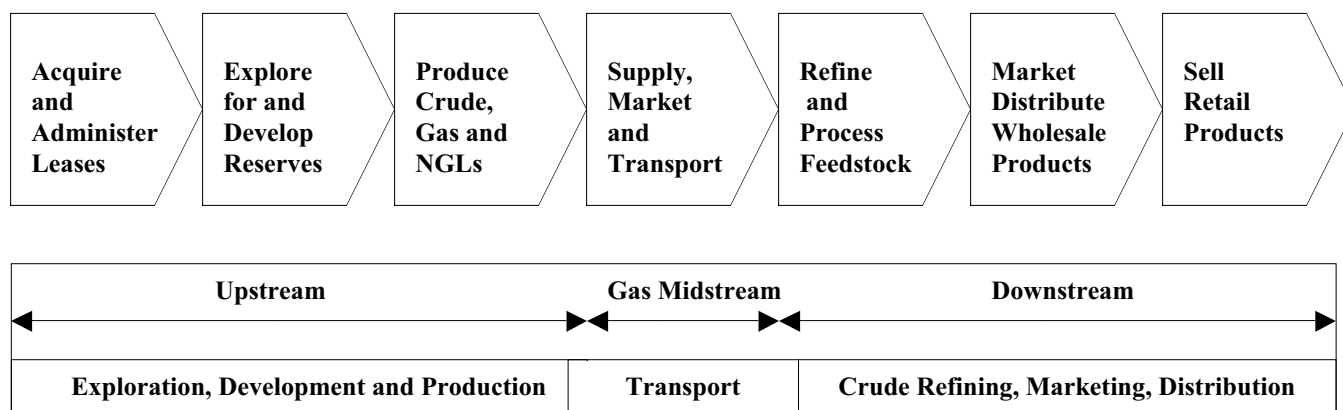 Acquire
and
Administer
Leases
Explore
for and
Develop
Reserves
Produce
Crude,
Gas and
NGLs
Supply,
Market
and
Transport
Refine
and
Process
Feedstock
Market
Distribute
Wholesale
Products
Sell
Retail
Products
Upstream
Gas Midstream
Downstream
Exploration, Development and Production
Transport
Crude Refining, Marketing, Distribution